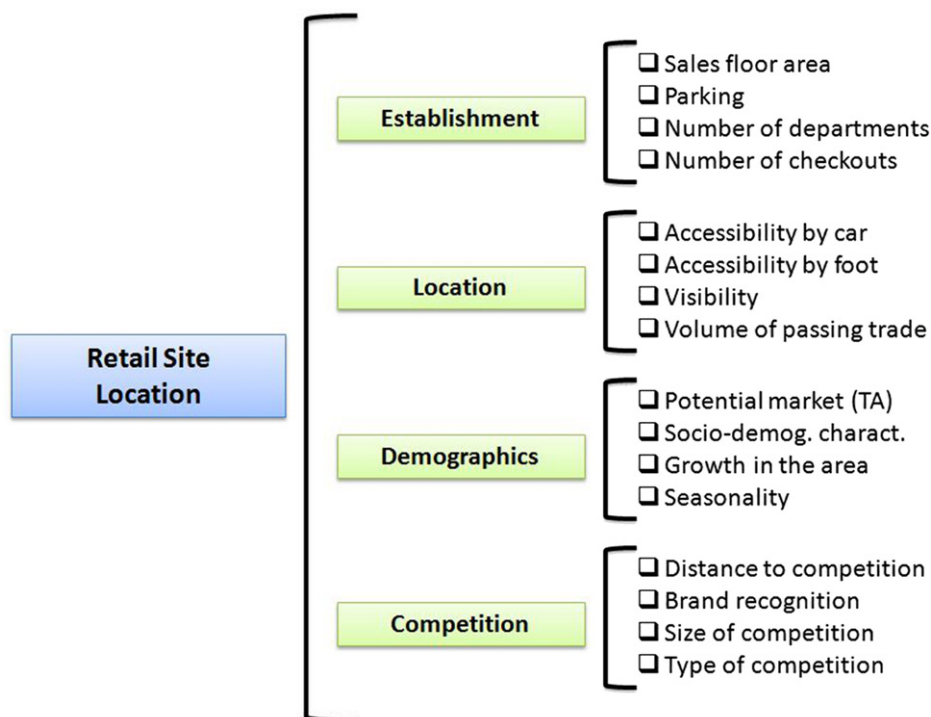 Retail Site
Location
Establishment
Sales floor area
Parking
Number of departments
Number of checkouts
Location
Accessibility by car
Accessibility by foot
Visibility
Volume of passing trade
Demographics
Potential market (TA)
Socio-demog. charact.
Growth in the area
Seasonality
Competition
Distance to competition
Brand recognition
Size of competition
Type of competition